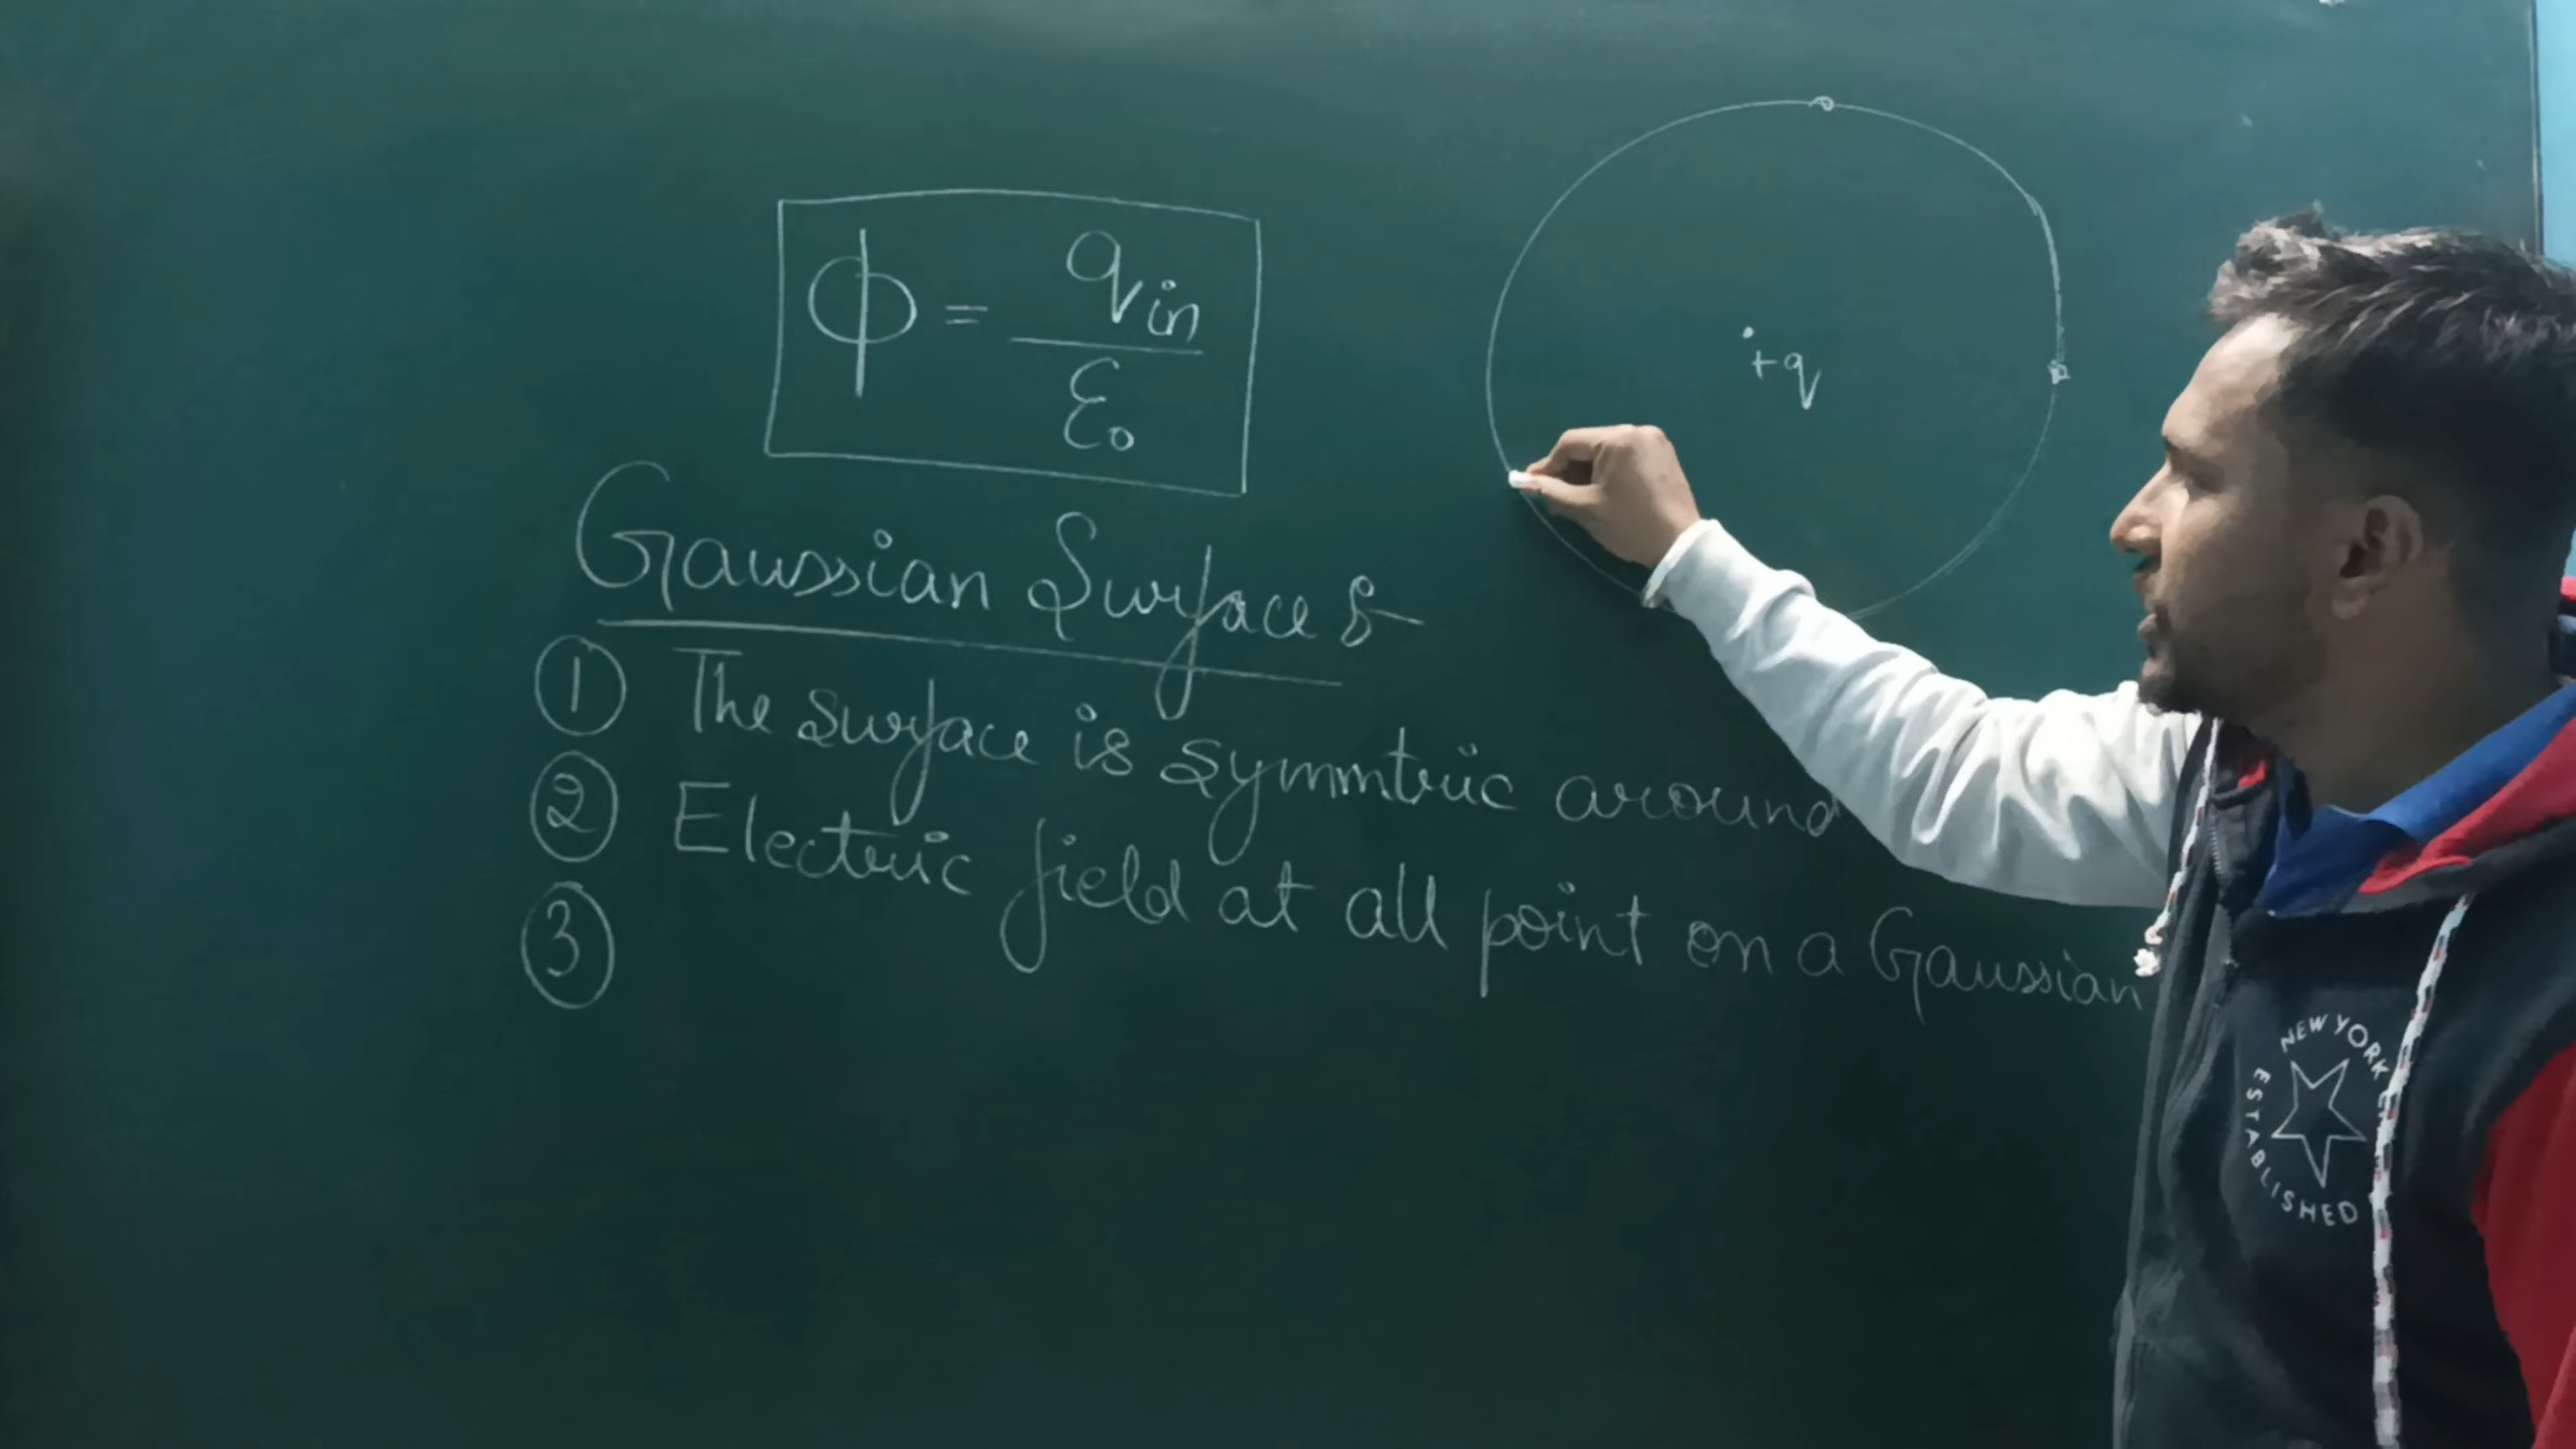 ϕ = qin / ε0
+q
Gaussian Surface :-
① The surface is symmtric around
② Electric field at all point on a Gaussian
③
NEW YORK
ESTABLISHED